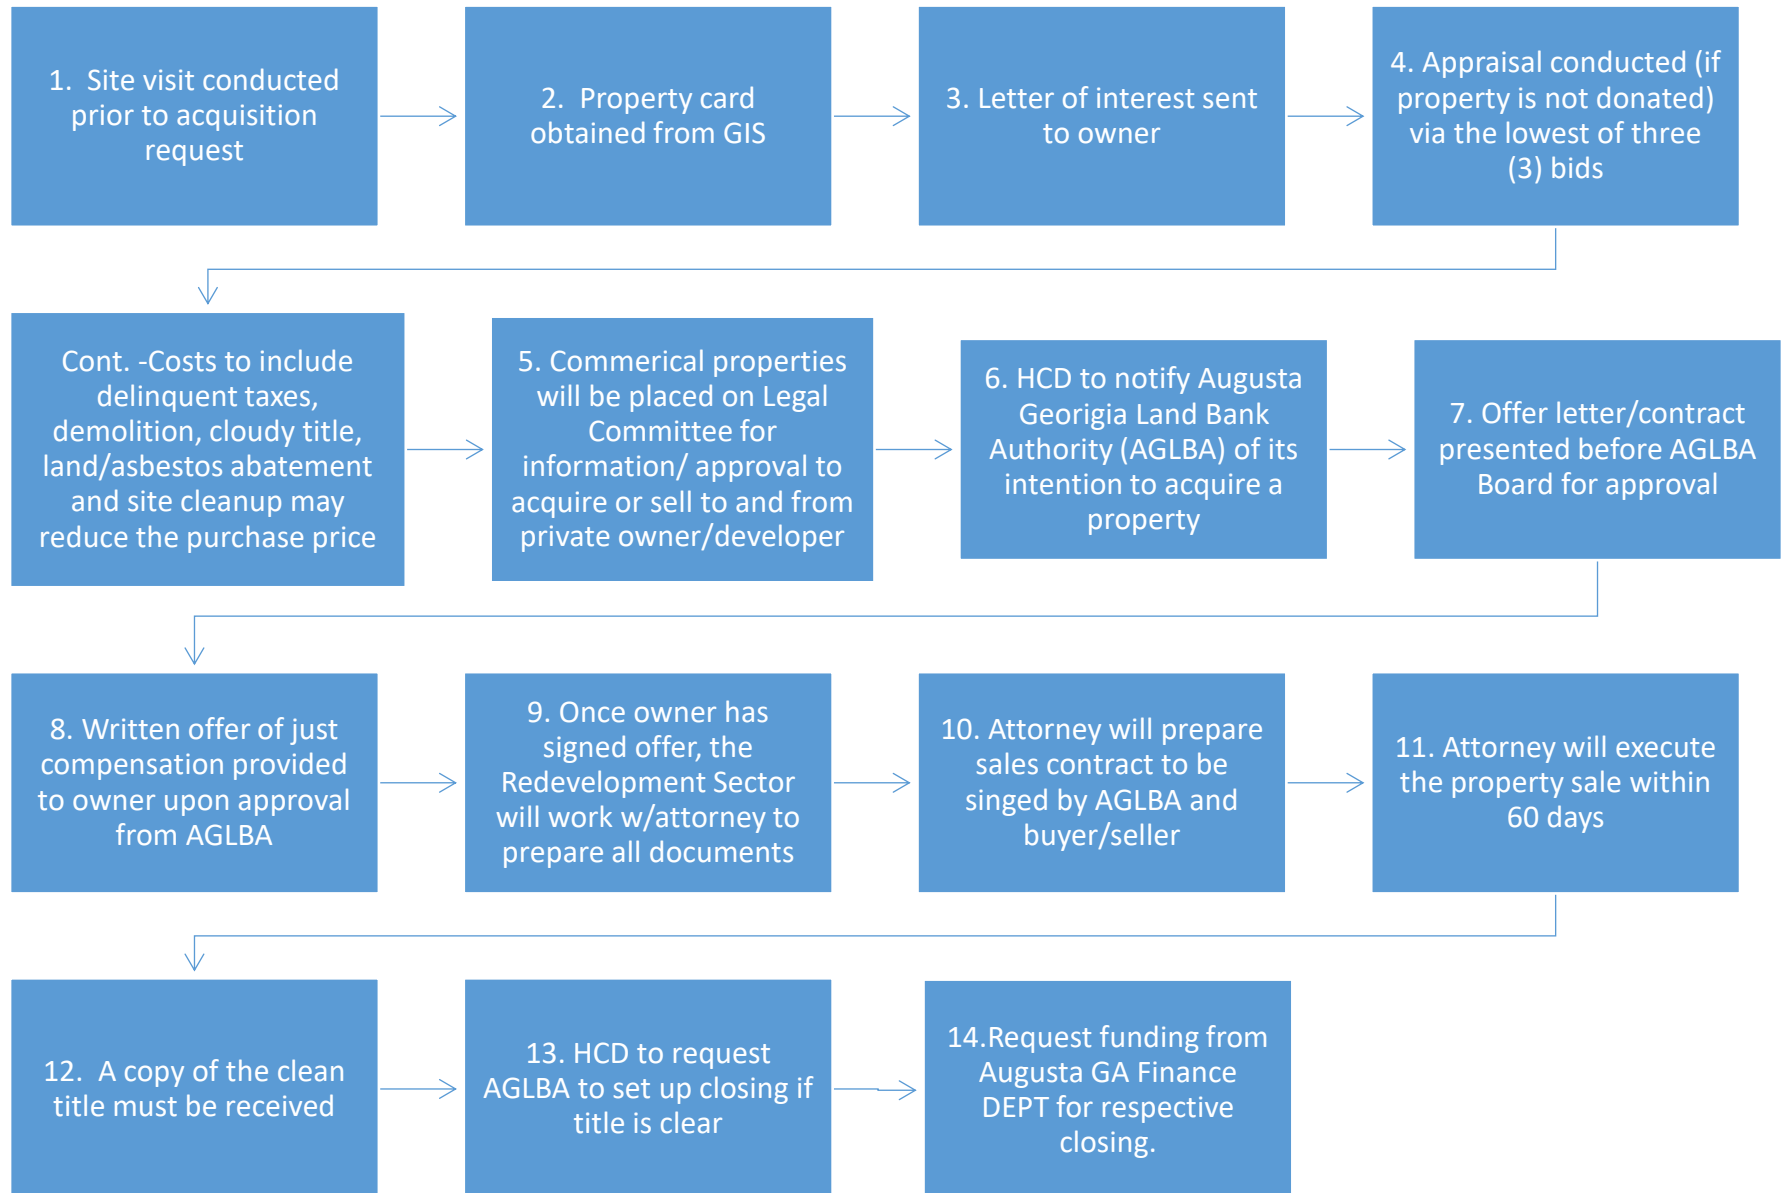 1.  Site visit conducted
prior to acquisition
request
2.  Property card
obtained from GIS
3. Letter of interest sent
to owner
4. Appraisal conducted (if
property is not donated)
via the lowest of three
(3) bids
Cont. -Costs to include
delinquent taxes,
demolition, cloudy title,
land/asbestos abatement
and site cleanup may
reduce the purchase price
5. Commerical properties
will be placed on Legal
Committee for
information/ approval to
acquire or sell to and from
private owner/developer
6. HCD to notify Augusta
Georigia Land Bank
Authority (AGLBA) of its
intention to acquire a
property
7. Offer letter/contract
presented before AGLBA
Board for approval
8. Written offer of just
compensation provided
to owner upon approval
from AGLBA
9. Once owner has
signed offer, the
Redevelopment Sector
will work w/attorney to
prepare all documents
10. Attorney will prepare
sales contract to be
singed by AGLBA and
buyer/seller
11. Attorney will execute
the property sale within
60 days
12.  A copy of the clean
title must be received
13. HCD to request
AGLBA to set up closing if
title is clear
14.Request funding from
Augusta GA Finance
DEPT for respective
closing.